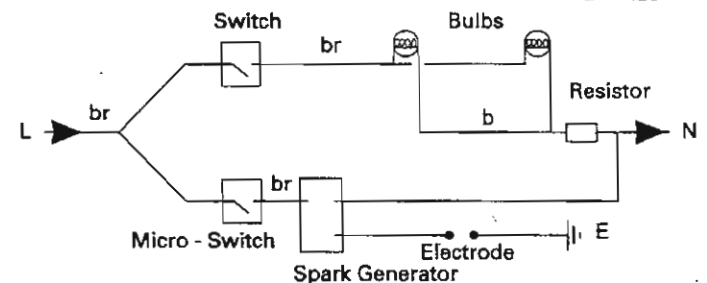 Switch
Bulbs
br
Resistor
L
br
b
N
br
Micro - Switch
E
Electrode
Spark Generator